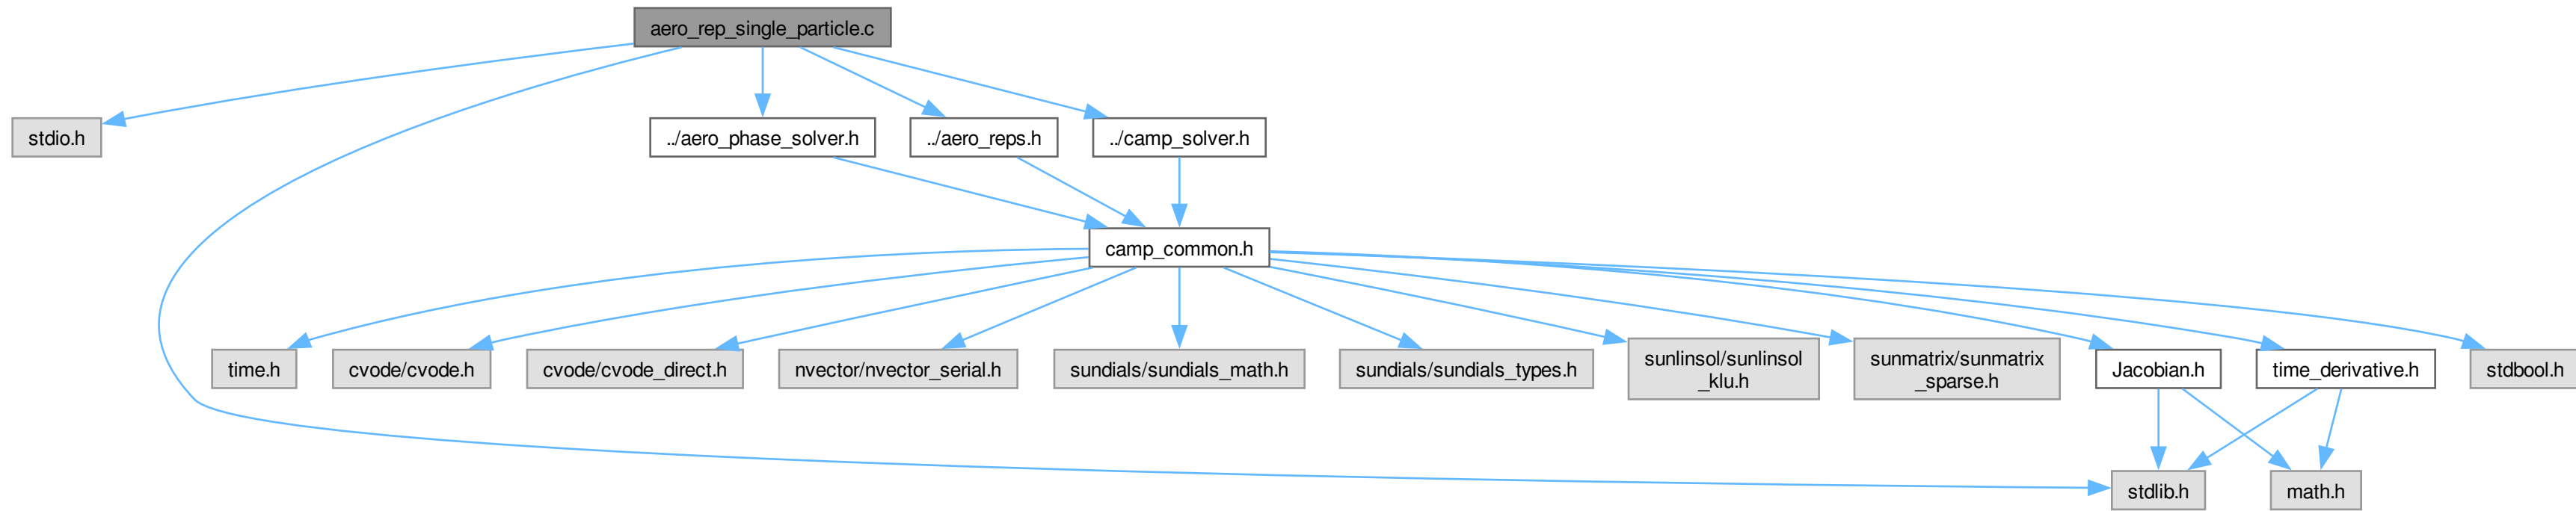 aero_rep_single_particle.c
stdio.h
../aero_phase_solver.h
../aero_reps.h
../camp_solver.h
camp_common.h
time.h
cvode/cvode.h
cvode/cvode_direct.h
nvector/nvector_serial.h
sundials/sundials_math.h
sundials/sundials_types.h
sunlinsol/sunlinsol
_klu.h
sunmatrix/sunmatrix
_sparse.h
Jacobian.h
time_derivative.h
stdbool.h
stdlib.h
math.h